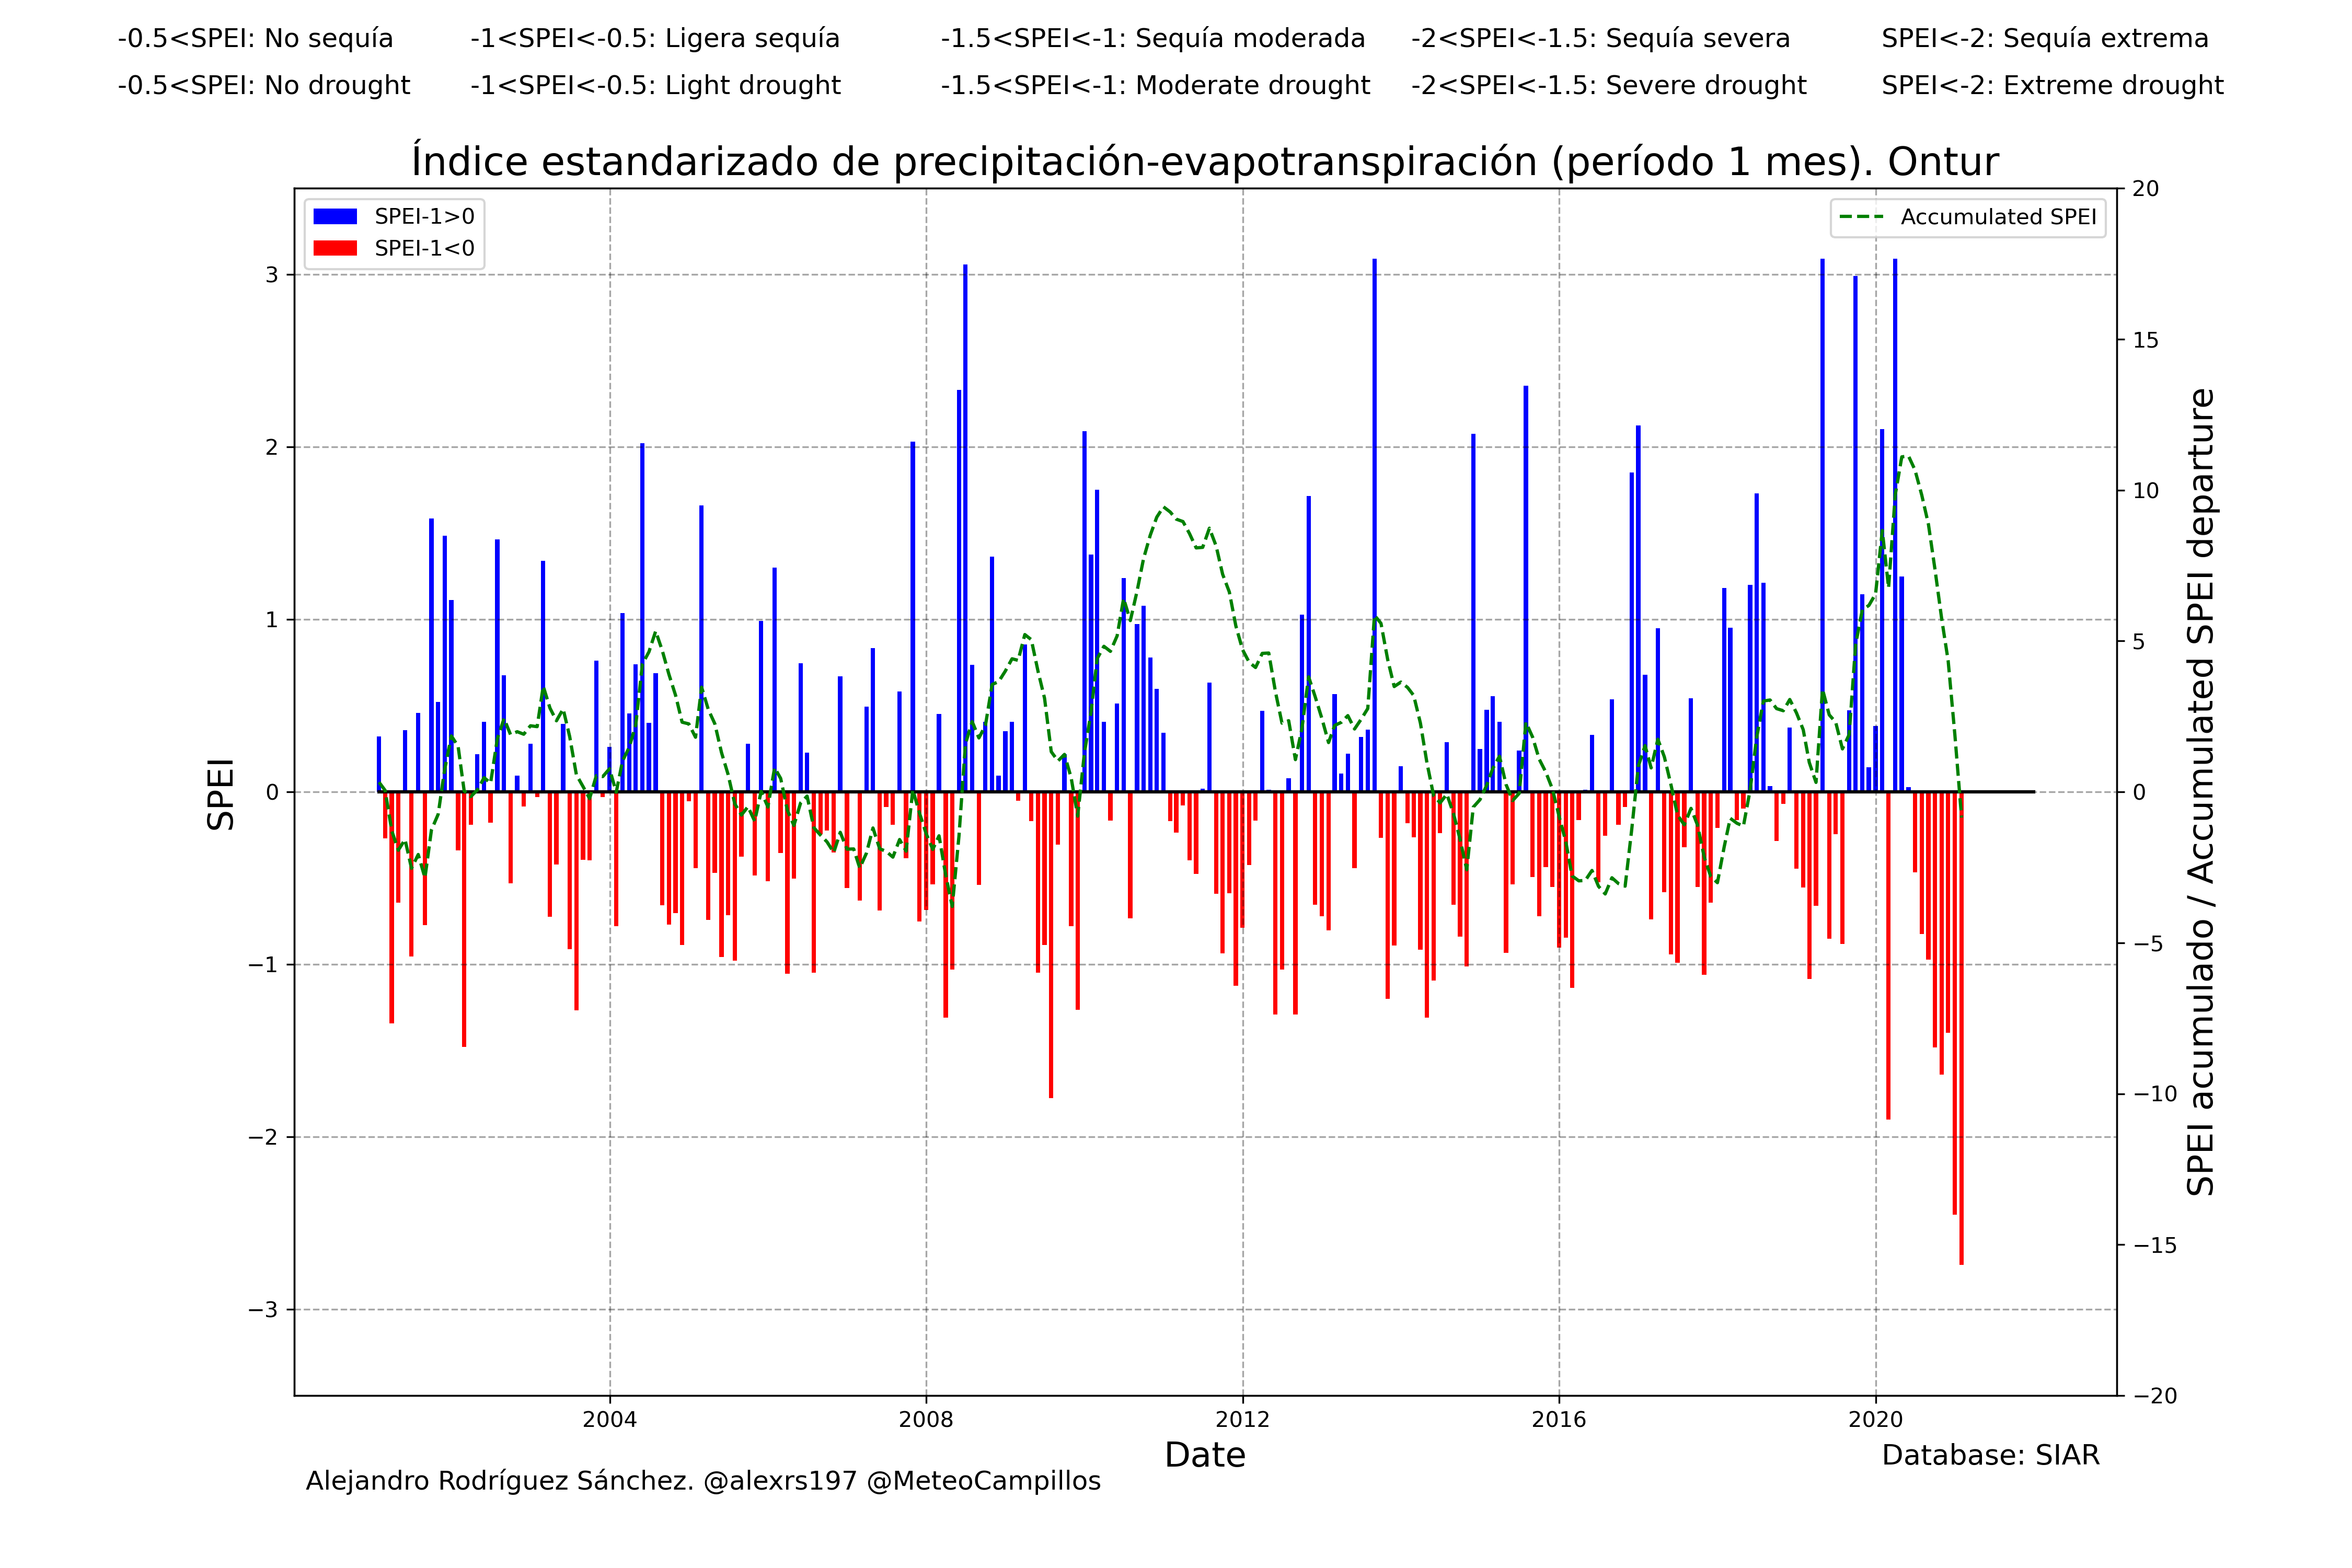 -0.5<SPEI: No sequía -1<SPEI<-0.5: Ligera sequía -1.5<SPEI<-1: Sequía moderada -2<SPEI<-1.5: Sequía severa SPEI<-2: Sequía extrema
-0.5<SPEI: No drought -1<SPEI<-0.5: Light drought -1.5<SPEI<-1: Moderate drought -2<SPEI<-1.5: Severe drought SPEI<-2: Extreme drought
Índice estandarizado de precipitación-evapotranspiración (período 1 mes). Ontur
SPEI-1>0
SPEI-1<0
Accumulated SPEI
SPEI
3
2
1
0
−1
−2
−3
20
15
10
5
0
−5
−10
−15
−20
SPEI acumulado / Accumulated SPEI departure
2004 2008 2012 2016 2020
Date
Database: SIAR
Alejandro Rodríguez Sánchez. @alexrs197 @MeteoCampillos